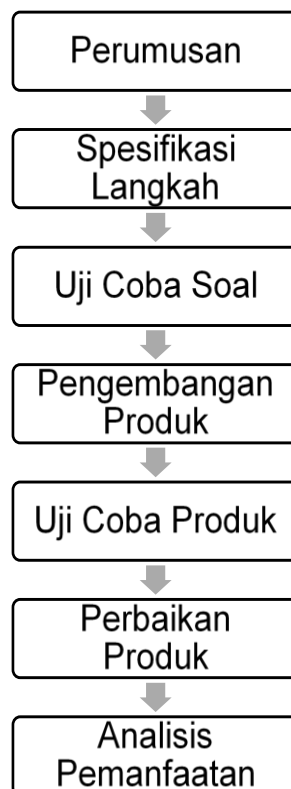 Perumusan
Spesifikasi
Langkah
Uji Coba Soal
Pengembangan
Produk
Uji Coba Produk
Perbaikan
Produk
Analisis
Pemanfaatan